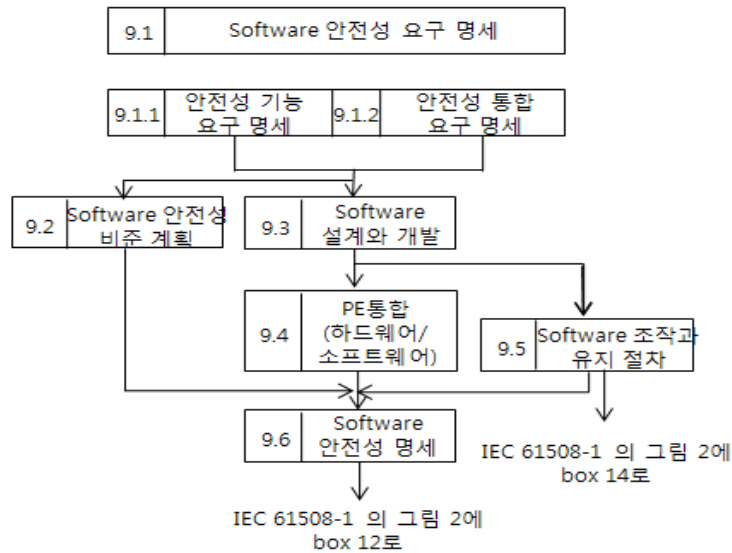 9.1 Software 안전성 요구 명세
9.1.1 안전성 기능
요구 명세
9.1.2 안전성 통합
요구 명세
9.2 Software 안전성
비준 계획
9.3 Software
설계와 개발
9.4 PE통합
(하드웨어/
소프트웨어)
9.5 Software 조작과
유지 절차
9.6 Software
안전성 명세
IEC 61508-1 의 그림 2에
box 14로
IEC 61508-1 의 그림 2에
box 12로